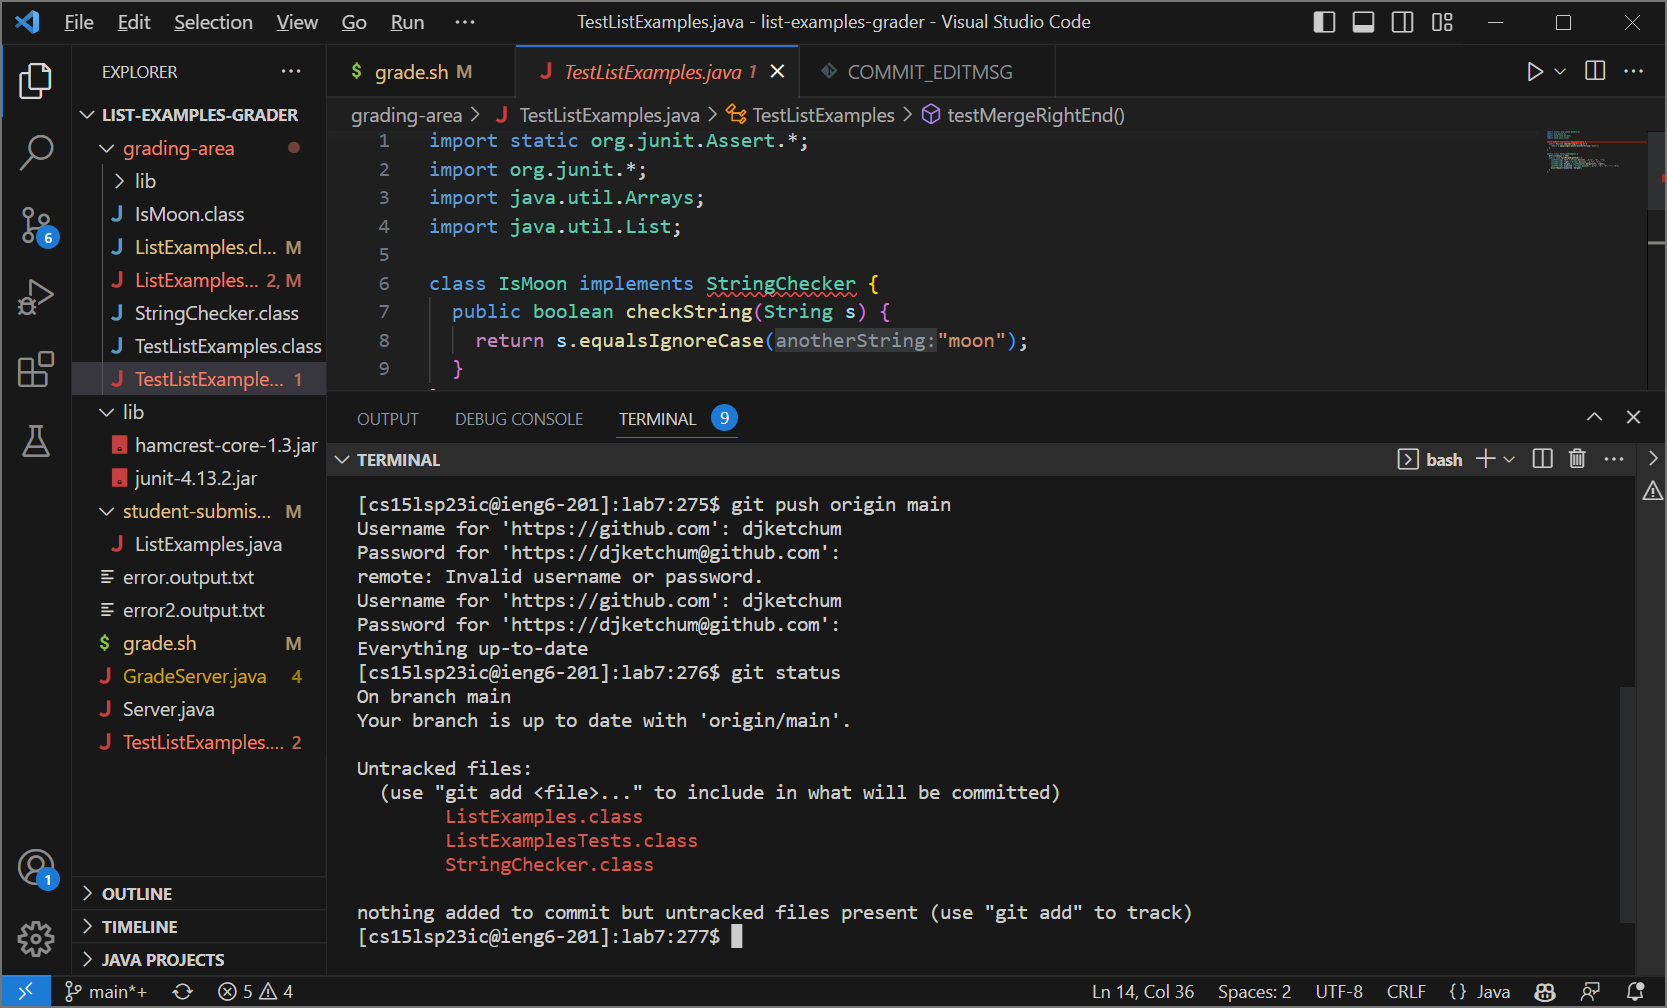 File Edit Selection View Go Run ··· TestListExamples.java - list-examples-grader - Visual Studio Code
EXPLORER ···
LIST-EXAMPLES-GRADER
grading-area
lib
IsMoon.class
ListExamples.cl... M
ListExamples... 2, M
StringChecker.class
TestListExamples.class
TestListExample... 1
lib
hamcrest-core-1.3.jar
junit-4.13.2.jar
student-submis... M
ListExamples.java
error.output.txt
error2.output.txt
grade.sh M
GradeServer.java 4
Server.java
TestListExamples.... 2
OUTLINE
TIMELINE
JAVA PROJECTS
6
1
$ grade.sh M
J TestListExamples.java 1
COMMIT_EDITMSG
grading-area > J TestListExamples.java > TestListExamples > testMergeRightEnd()
1 import static org.junit.Assert.*;
2 import org.junit.*;
3 import java.util.Arrays;
4 import java.util.List;
5
6 class IsMoon implements StringChecker {
7 public boolean checkString(String s) {
8 return s.equalsIgnoreCase(anotherString:"moon");
9 }
OUTPUT DEBUG CONSOLE TERMINAL 9
TERMINAL bash
[cs15lsp23ic@ieng6-201]:lab7:275$ git push origin main
Username for 'https://github.com': djketchum
Password for 'https://djketchum@github.com':
remote: Invalid username or password.
Username for 'https://github.com': djketchum
Password for 'https://djketchum@github.com':
Everything up-to-date
[cs15lsp23ic@ieng6-201]:lab7:276$ git status
On branch main
Your branch is up to date with 'origin/main'.
Untracked files:
(use "git add <file>..." to include in what will be committed)
ListExamples.class
ListExamplesTests.class
StringChecker.class
nothing added to commit but untracked files present (use "git add" to track)
[cs15lsp23ic@ieng6-201]:lab7:277$
main*+ 5 4 Ln 14, Col 36 Spaces: 2 UTF-8 CRLF {} Java